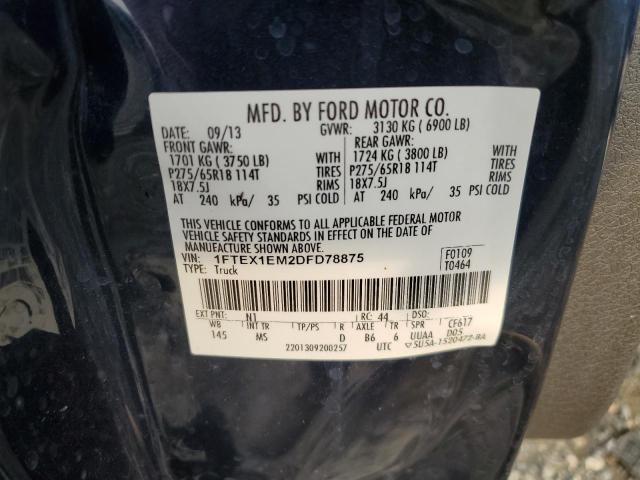 MFD. BY FORD MOTOR CO.
DATE: 09/13 GVWR: 3130 KG ( 6900 LB)
FRONT GAWR: REAR GAWR:
1701 KG ( 3750 LB) WITH 1724 KG ( 3800 LB) WITH
P275/65R18 114T TIRES P275/65R18 114T TIRES
18X7.5J RIMS 18X7.5J RIMS
AT 240 kPa/ 35 PSI COLD AT 240 kPa/ 35 PSI COLD
THIS VEHICLE CONFORMS TO ALL APPLICABLE FEDERAL MOTOR
VEHICLE SAFETY STANDARDS IN EFFECT ON THE DATE OF
MANUFACTURE SHOWN ABOVE.
VIN: 1FTEX1EM2DFD78875 F0109
TYPE: Truck T0464
EXT PNT: N1 RC: 44 DSO:
WB INT TR TP/PS R AXLE TR SPR CF617
145 MS D B6 6 UUAA DQ5
2201309200257 UTC 5U5A-1520472-BA